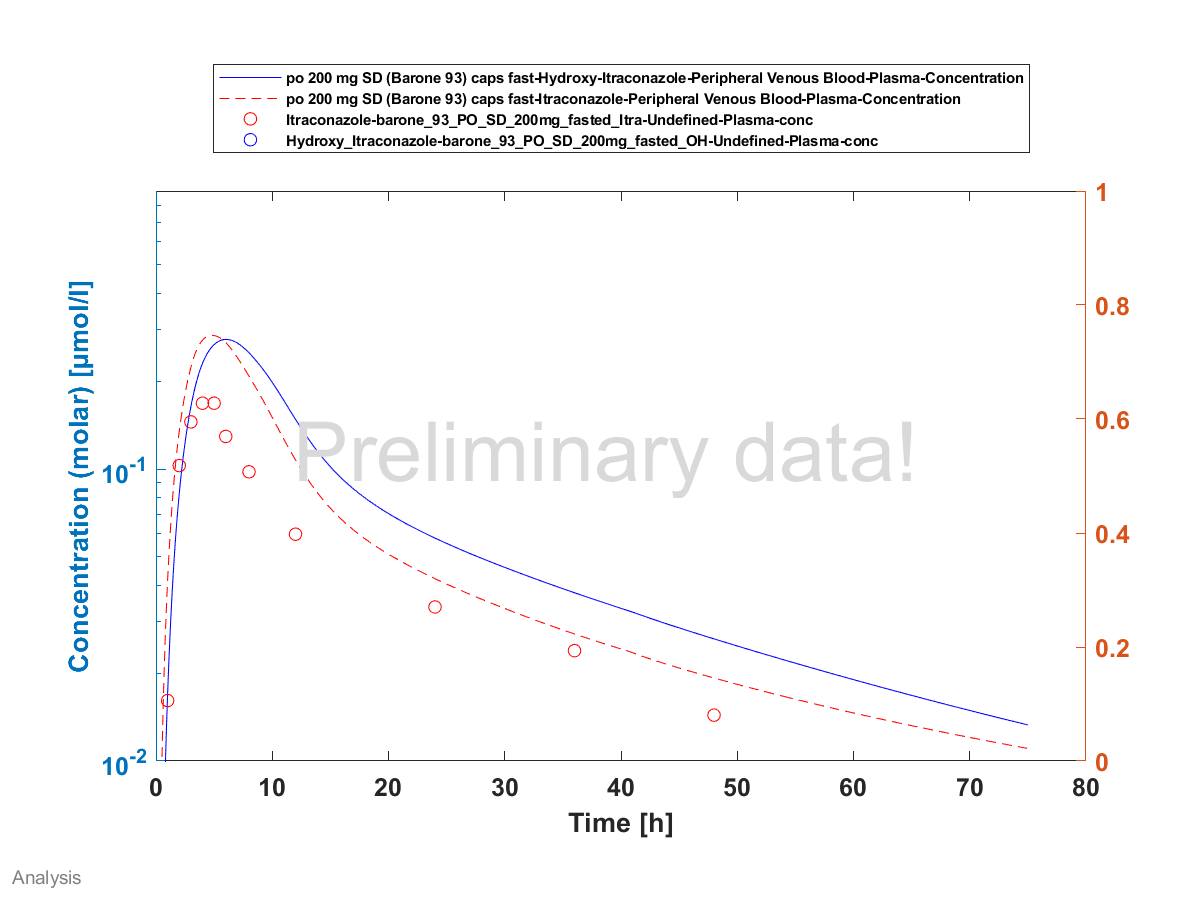 po 200 mg SD (Barone 93) caps fast-Hydroxy-Itraconazole-Peripheral Venous Blood-Plasma-Concentration
po 200 mg SD (Barone 93) caps fast-Itraconazole-Peripheral Venous Blood-Plasma-Concentration
Itraconazole-barone_93_PO_SD_200mg_fasted_Itra-Undefined-Plasma-conc
Hydroxy_Itraconazole-barone_93_PO_SD_200mg_fasted_OH-Undefined-Plasma-conc
Concentration (molar) [µmol/l]
10^-1
10^-2
Preliminary data!
1
0.8
0.6
0.4
0.2
0
0 10 20 30 40 50 60 70 80
Time [h]
Analysis